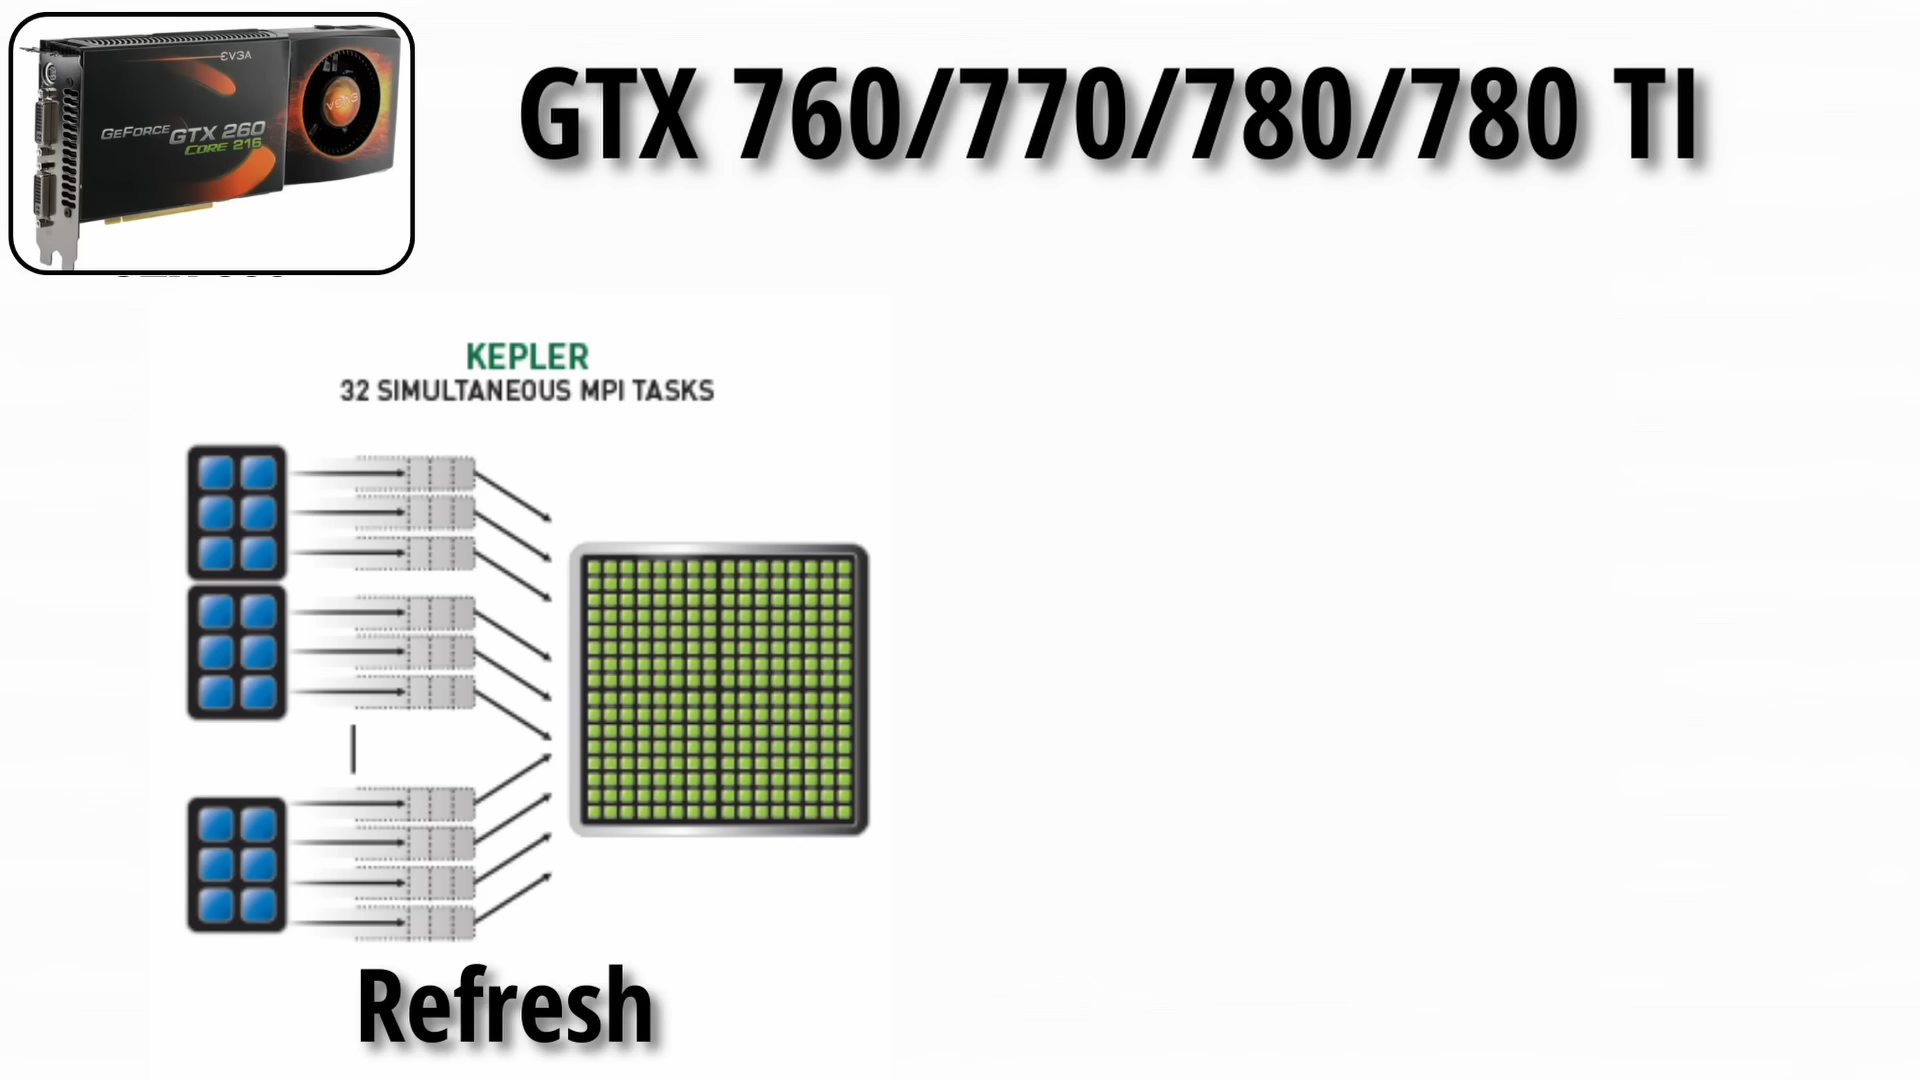 EVGA
GEFORCE GTX 260
CORE 216
GTX 760/770/780/780 TI
KEPLER
32 SIMULTANEOUS MPI TASKS
Refresh